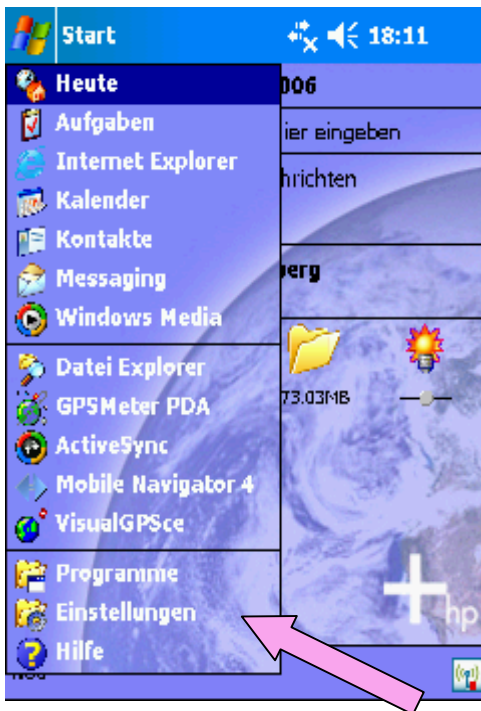 Start 18:11
Heute
006
Aufgaben
ier eingeben
Internet Explorer
hrichten
Kalender
Kontakte
Messaging
berg
Windows Media
Datei Explorer
GPSMeter PDA
73.03MB
ActiveSync
Mobile Navigator 4
VisualGPSce
Programme
Einstellungen
hp
Hilfe